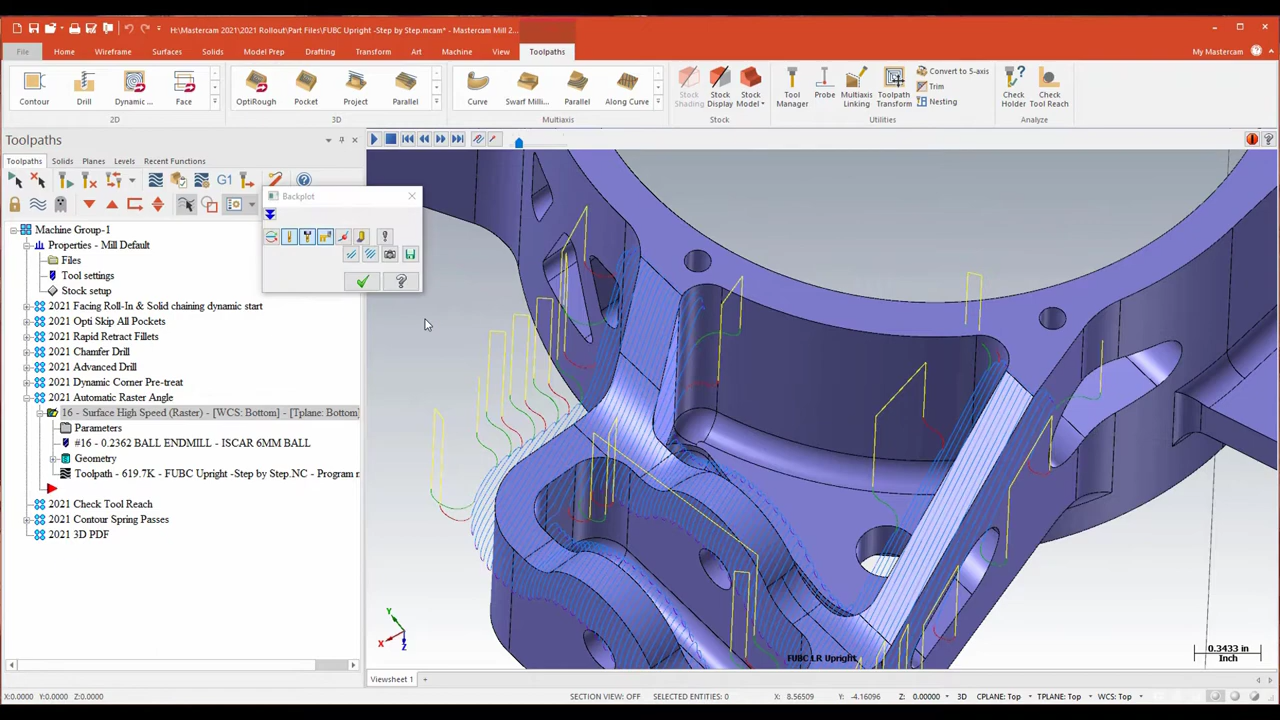 H:\Mastercam 2021\2021 Rollout\Part Files\FUBC Upright -Step by Step.mcam* - Mastercam Mill 2...
Toolpaths
File Home Wireframe Surfaces Solids Model Prep Drafting Transform Art Machine View Toolpaths My Mastercam
Contour Drill Dynamic ... Face
2D
OptiRough Pocket Project Parallel
3D
Curve Swarf Milli... Parallel Along Curve
Multiaxis
Stock Shading Stock Display Stock Model
Stock
Tool Manager Probe Multiaxis Linking Toolpath Transform
Convert to 5-axis
Trim
Nesting
Utilities
Check Holder Check Tool Reach
Analyze
Toolpaths
Toolpaths Solids Planes Levels Recent Functions
G1
Backplot
Machine Group-1
Properties - Mill Default
Files
Tool settings
Stock setup
2021 Facing Roll-In & Solid chaining dynamic start
2021 Opti Skip All Pockets
2021 Rapid Retract Fillets
2021 Chamfer Drill
2021 Advanced Drill
2021 Dynamic Corner Pre-treat
2021 Automatic Raster Angle
16 - Surface High Speed (Raster) - [WCS: Bottom] - [Tplane: Bottom]
Parameters
#16 - 0.2362 BALL ENDMILL - ISCAR 6MM BALL
Geometry
Toolpath - 619.7K - FUBC Upright -Step by Step.NC - Program n
2021 Check Tool Reach
2021 Contour Spring Passes
2021 3D PDF
Y
X
Z
FUBC LR Upright
0.3433 in
Inch
Viewsheet 1 +
X:0.0000 Y:0.0000 Z:0.0000
SECTION VIEW: OFF SELECTED ENTITIES: 0 X: 8.56509 Y: -4.16096 Z: 0.00000 3D CPLANE: Top TPLANE: Top WCS: Top